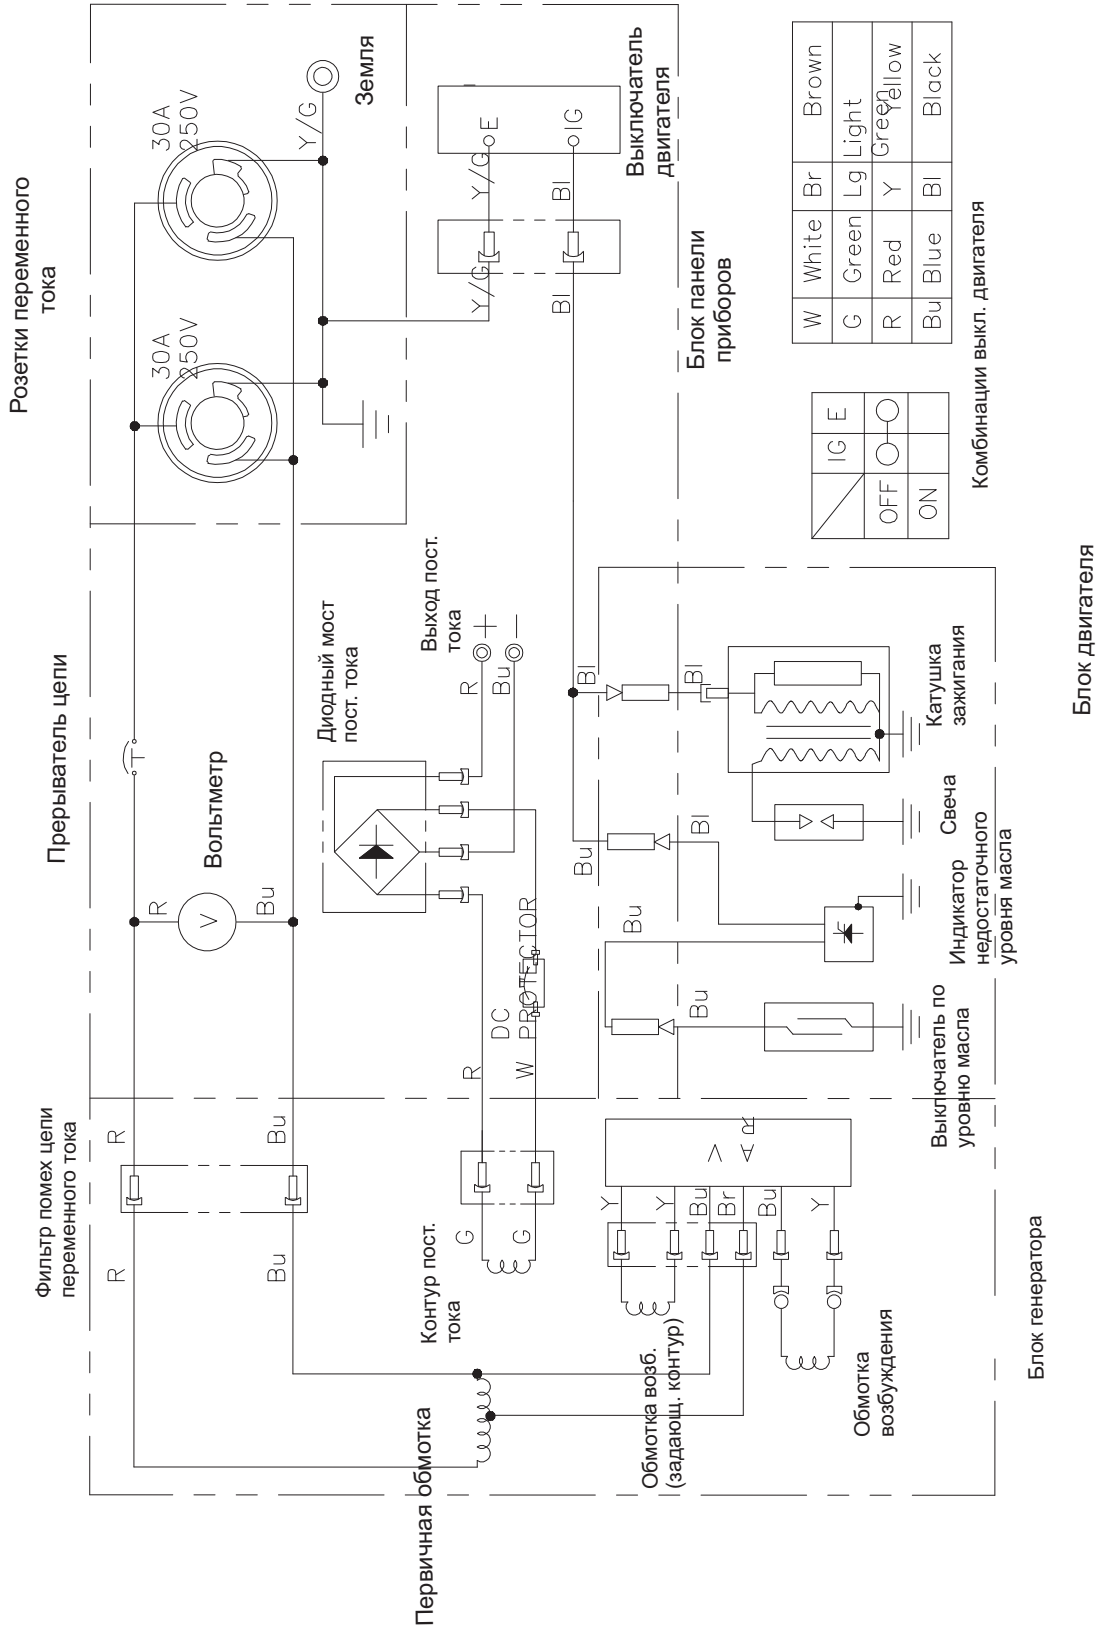 Розетки переменного
тока
Прерыватель цепи
Фильтр помех цепи
переменного тока
30A
250V
30A
250V
Y/G
Земля
R
Вольтметр
V
Bu
R
R
Bu
Bu
Y/G
E
Y/G
Bl
IG
Bl
Выключатель
двигателя
Блок панели
приборов
Диодный мост
пост. тока
Выход пост.
тока
R
+
Bu
−
DC
PROTECTOR
R
W
G
G
Контур пост.
тока
Первичная обмотка
Bl
Bl
Bu
Bl
Bu
Bu
Катушка
зажигания
Свеча
Индикатор
недостаточного
уровня масла
Выключатель по
уровню масла
Y
Y
Bu
Br
Bu
Y
Обмотка возб.
(задающ. контур)
Обмотка
возбуждения
Блок генератора
Блок двигателя
IG E
OFF
ON
Комбинации выкл. двигателя
W White Br Brown
G Green Lg Light Green
R Red Y Yellow
Bu Blue Bl Black